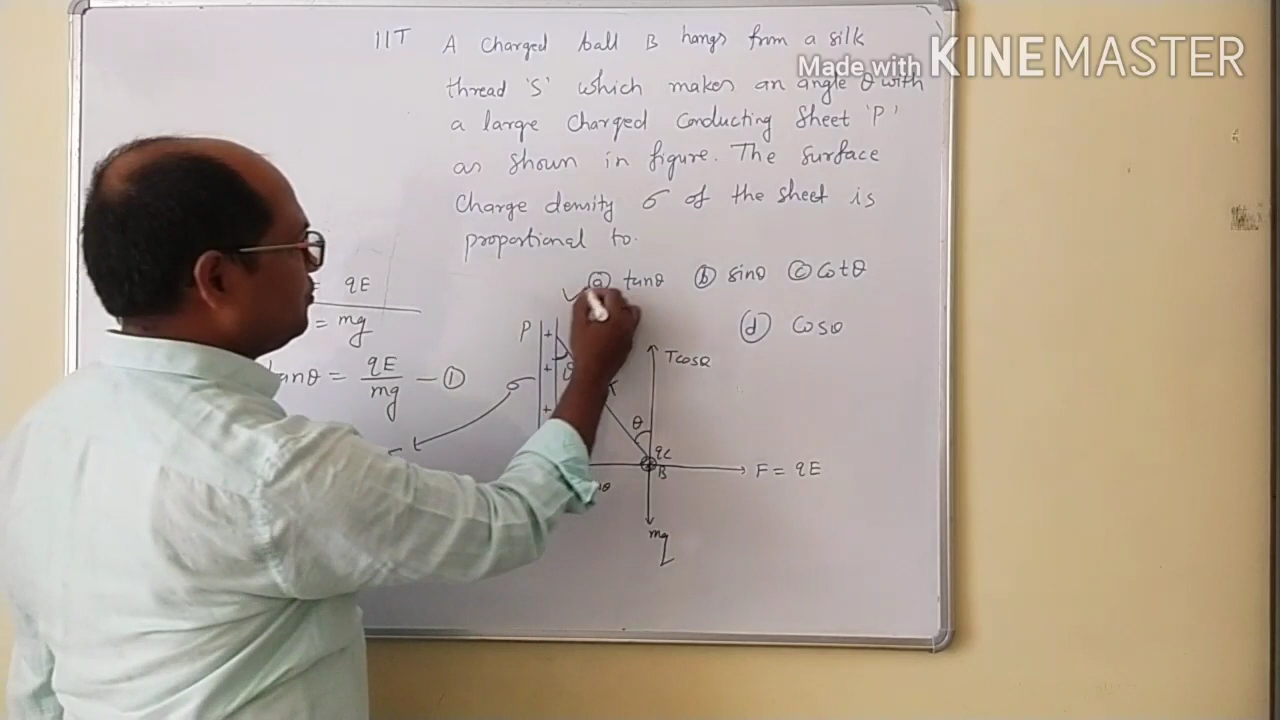 Made with KINEMASTER
IIT A charged ball B hangs from a silk
thread 'S' which makes an angle θ with
a large charged conducting sheet 'P'
as shown in figure. The surface
charge density σ of the sheet is
proportional to.
ⓐ tanθ ⓑ sinθ ⓒ cotθ
ⓓ cosθ
= qE
= mg
tanθ = qE/mg — ①
P
+
+
+
σ
θ
T
Tcosθ
θ
B
F = qE
mg